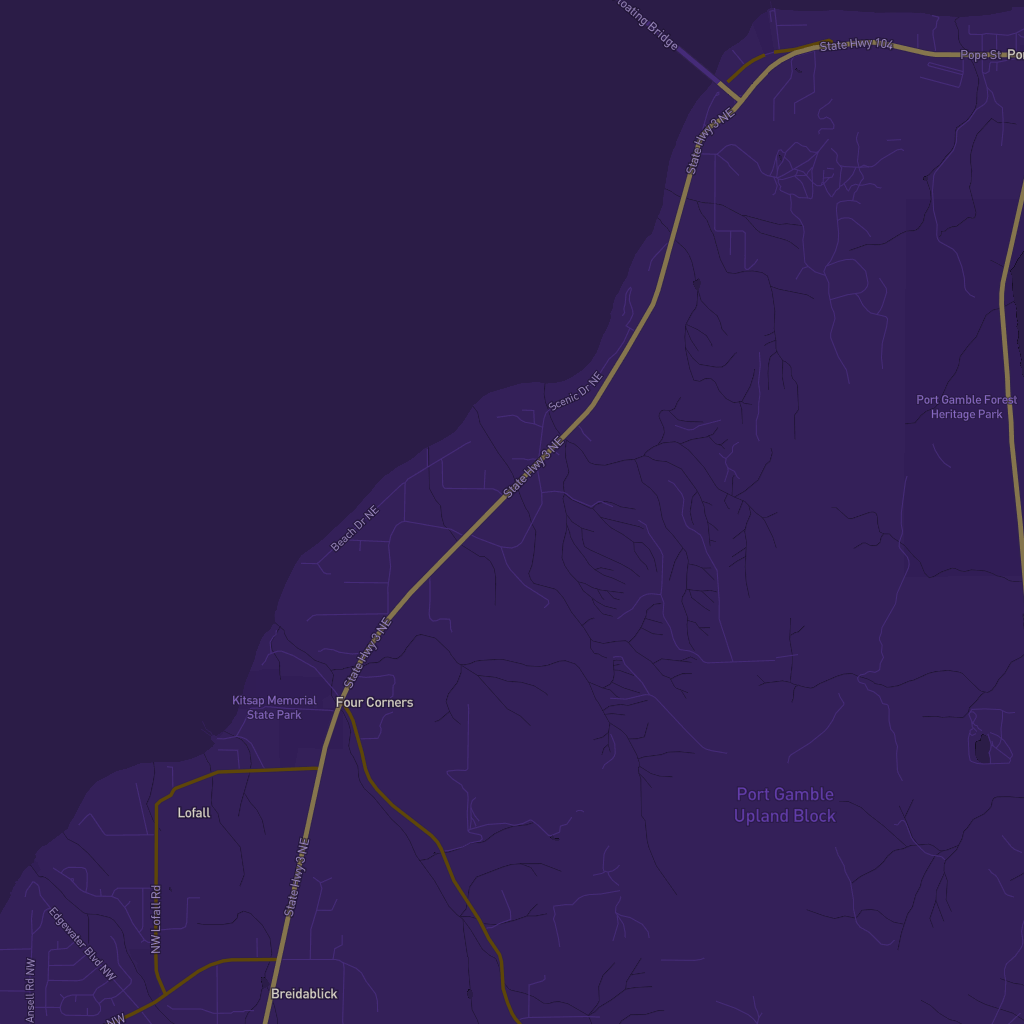 loating Bridge
State Hwy 104
Pope St
Por
State Hwy 3 NE
Port Gamble Forest
Heritage Park
Scenic Dr NE
State Hwy 3 NE
Beach Dr NE
State Hwy 3 NE
Kitsap Memorial
State Park
Four Corners
Port Gamble
Upland Block
Lofall
State Hwy 3 NE
NW Lofall Rd
Edgewater Blvd NW
Ansell Rd NW
Breidablick
NW